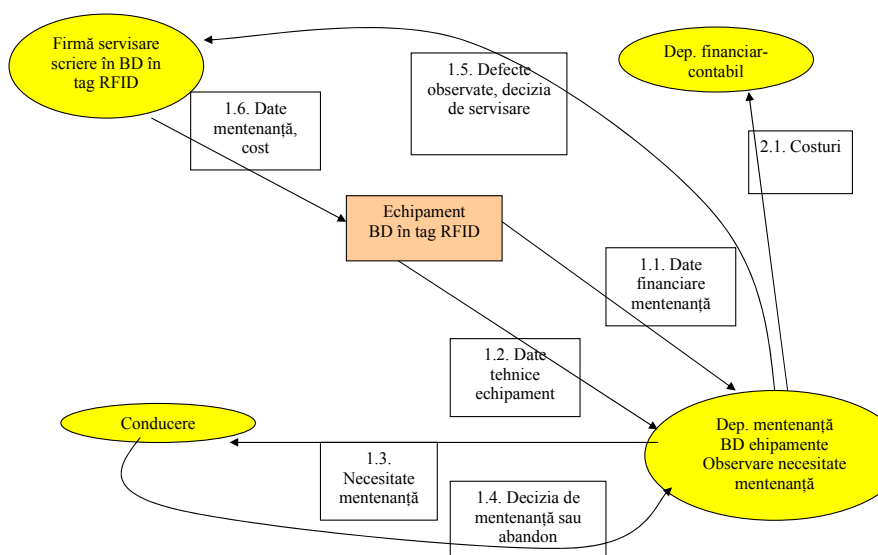 Firmă servisare
scriere în BD în
tag RFID
1.5. Defecte
observate, decizia
de servisare
Dep. financiar-
contabil
1.6. Date
mentenanță,
cost
2.1. Costuri
Echipament
BD în tag RFID
1.1. Date
financiare
mentenanță
1.2. Date
tehnice
echipament
Conducere
Dep. mentenanță
BD ehipamente
Observare necesitate
mentenanță
1.3.
Necesitate
mentenanță
1.4. Decizia de
mentenanță sau
abandon